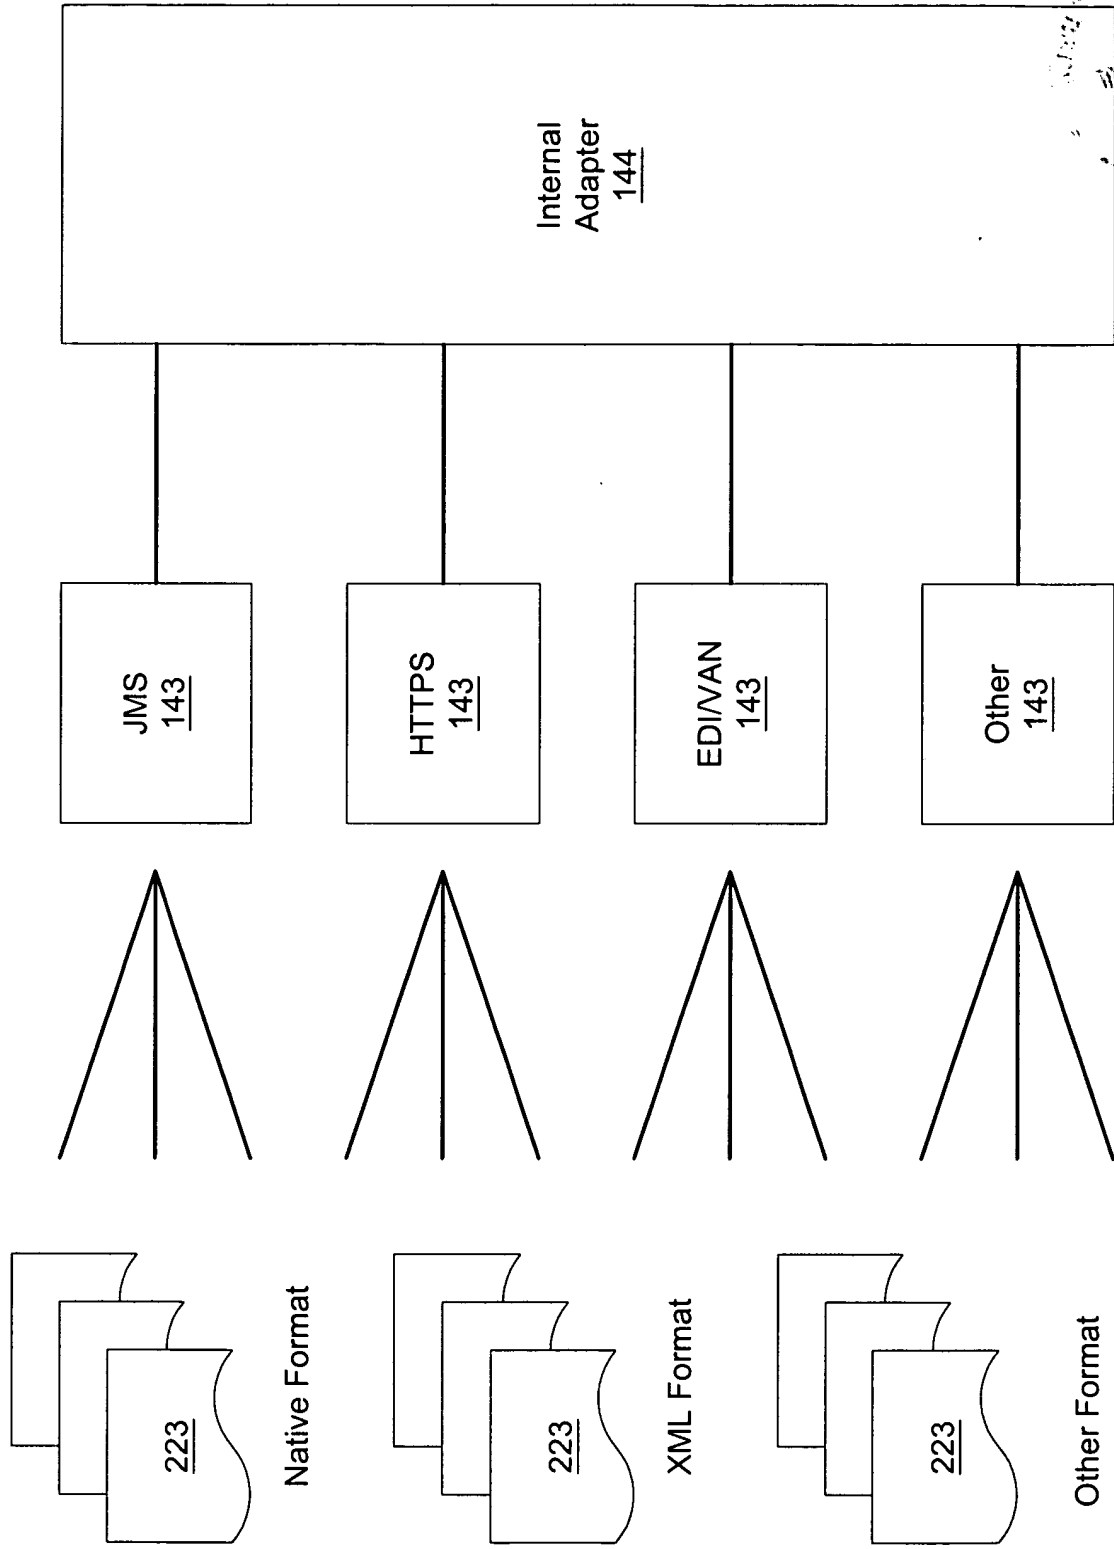 223
Native Format
223
XML Format
223
Other Format
JMS
143
HTTPS
143
EDI/VAN
143
Other
143
Internal
Adapter
144